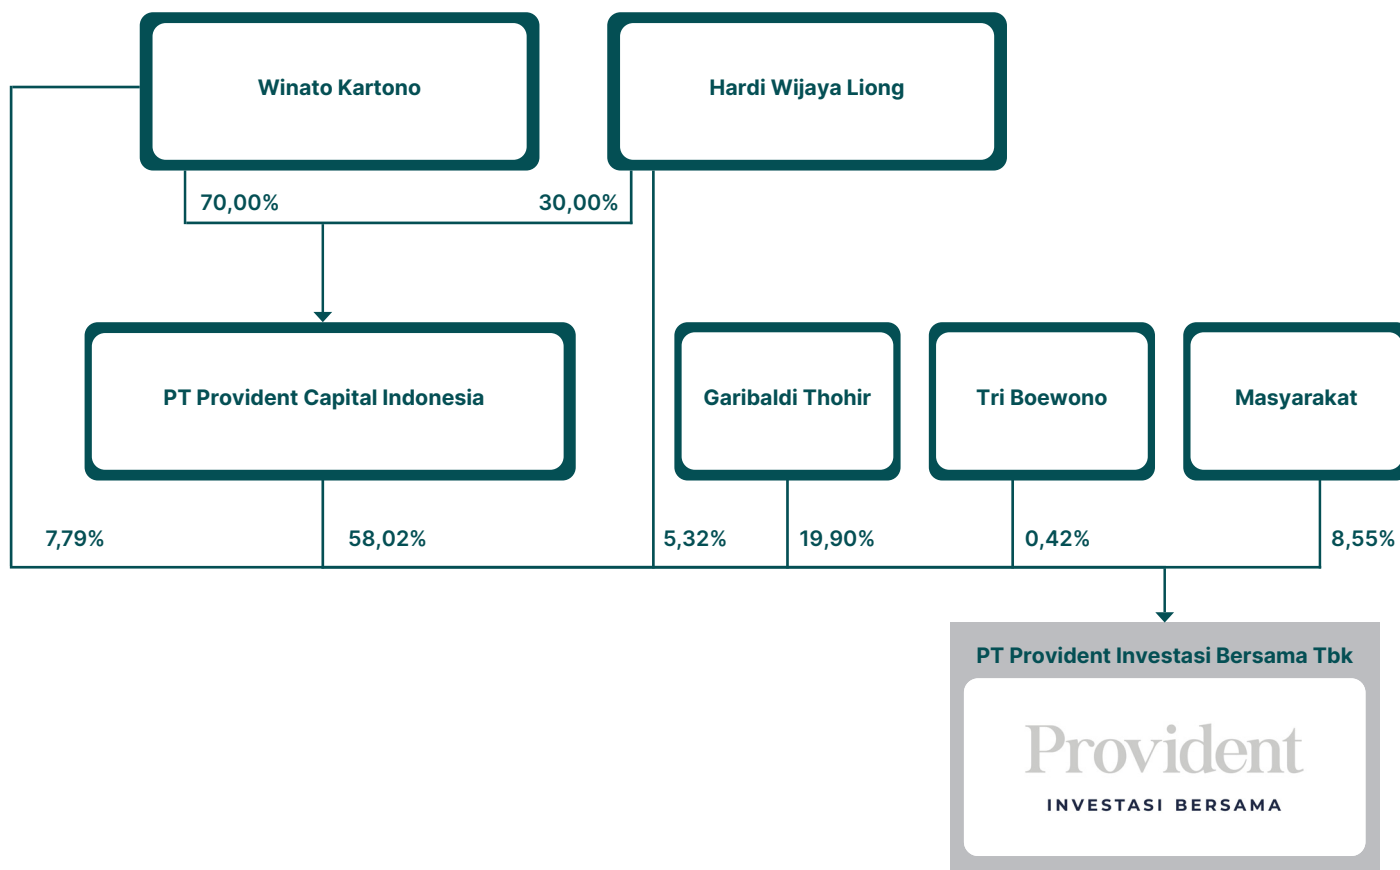 Winato Kartono
Hardi Wijaya Liong
70,00%
30,00%
PT Provident Capital Indonesia
Garibaldi Thohir
Tri Boewono
Masyarakat
7,79%
58,02%
5,32%
19,90%
0,42%
8,55%
PT Provident Investasi Bersama Tbk
Provident
INVESTASI BERSAMA